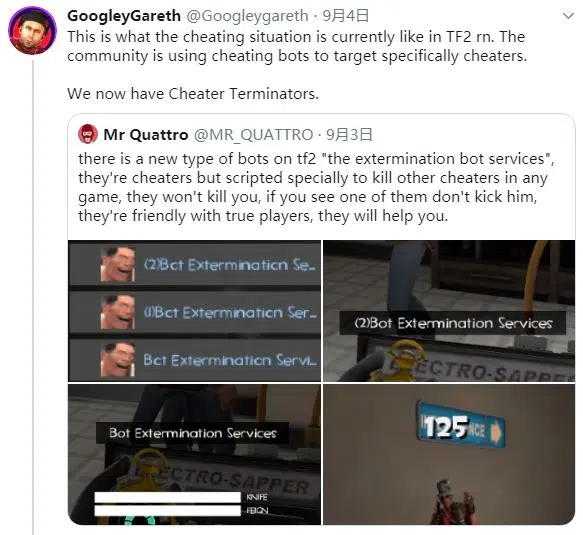 GoogleyGareth @Googleygareth · 9月4日
This is what the cheating situation is currently like in TF2 rn. The
community is using cheating bots to target specifically cheaters.
We now have Cheater Terminators.
Mr Quattro @MR_QUATTRO · 9月3日
there is a new type of bots on tf2 "the extermination bot services",
they're cheaters but scripted specially to kill other cheaters in any
game, they won't kill you, if you see one of them don't kick him,
they're friendly with true players, they will help you.
(2)Bot Extermination Se...
(1)Bot Extermination Ser...
Bot Extermination Servi...
(2)Bot Extermination Services
ELECTRO-SAPPER
Bot Extermination Services
ELECTRO-SAPPER
KNIFE
FEIGN
125
NCE